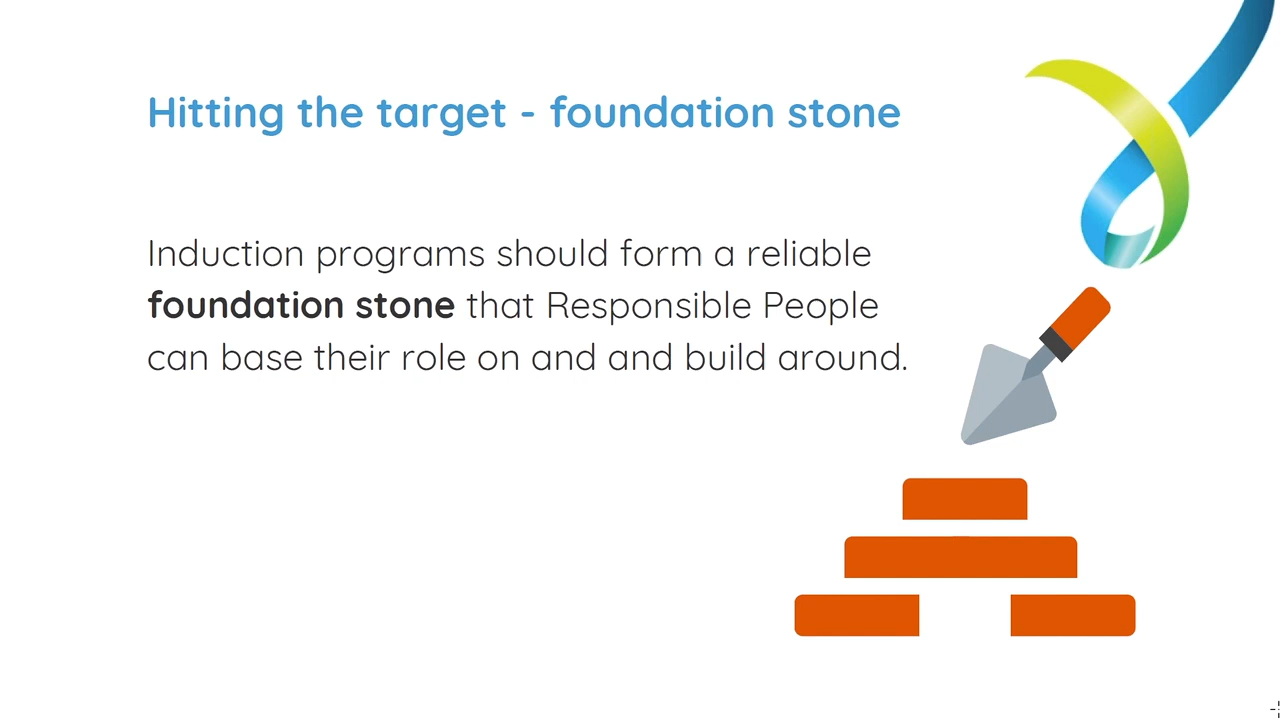 Hitting the target - foundation stone
Induction programs should form a reliable
foundation stone that Responsible People
can base their role on and and build around.